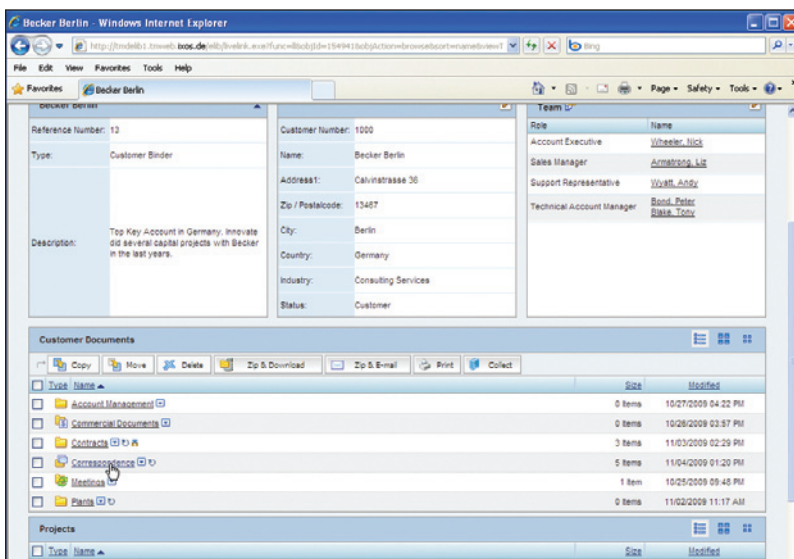 Becker Berlin - Windows Internet Explorer
bing
File Edit View Favorites Tools Help
Favorites Becker Berlin Page Safety Tools
Becker Berlin Team
Reference Number: 13
Type: Customer Binder
Description: Top Key Account in Germany. Innovate
did several capital projects with Becker
in the last years.
Customer Number: 1000
Name: Becker Berlin
Address1: Calvinstrasse 36
Zip / Postalcode: 13467
City: Berlin
Country: Germany
Industry: Consulting Services
Status: Customer
Role Name
Account Executive Wheeler, Nick
Sales Manager Armstrong, Liz
Support Representative Wyatt, Andy
Technical Account Manager Bond, Peter
Blake, Tony
Customer Documents
Copy Move Delete Zip & Download Zip & E-mail Print Collect
Type Name Size Modified
Account Management 0 Items 10/27/2009 04:22 PM
Commercial Documents 0 Items 10/26/2009 03:57 PM
Contracts 3 Items 11/03/2009 02:29 PM
Correspondence 5 Items 11/04/2009 01:20 PM
Meetings 1 Item 10/25/2009 09:48 PM
Plants 0 Items 11/02/2009 11:17 AM
Projects
Type Name Size Modified